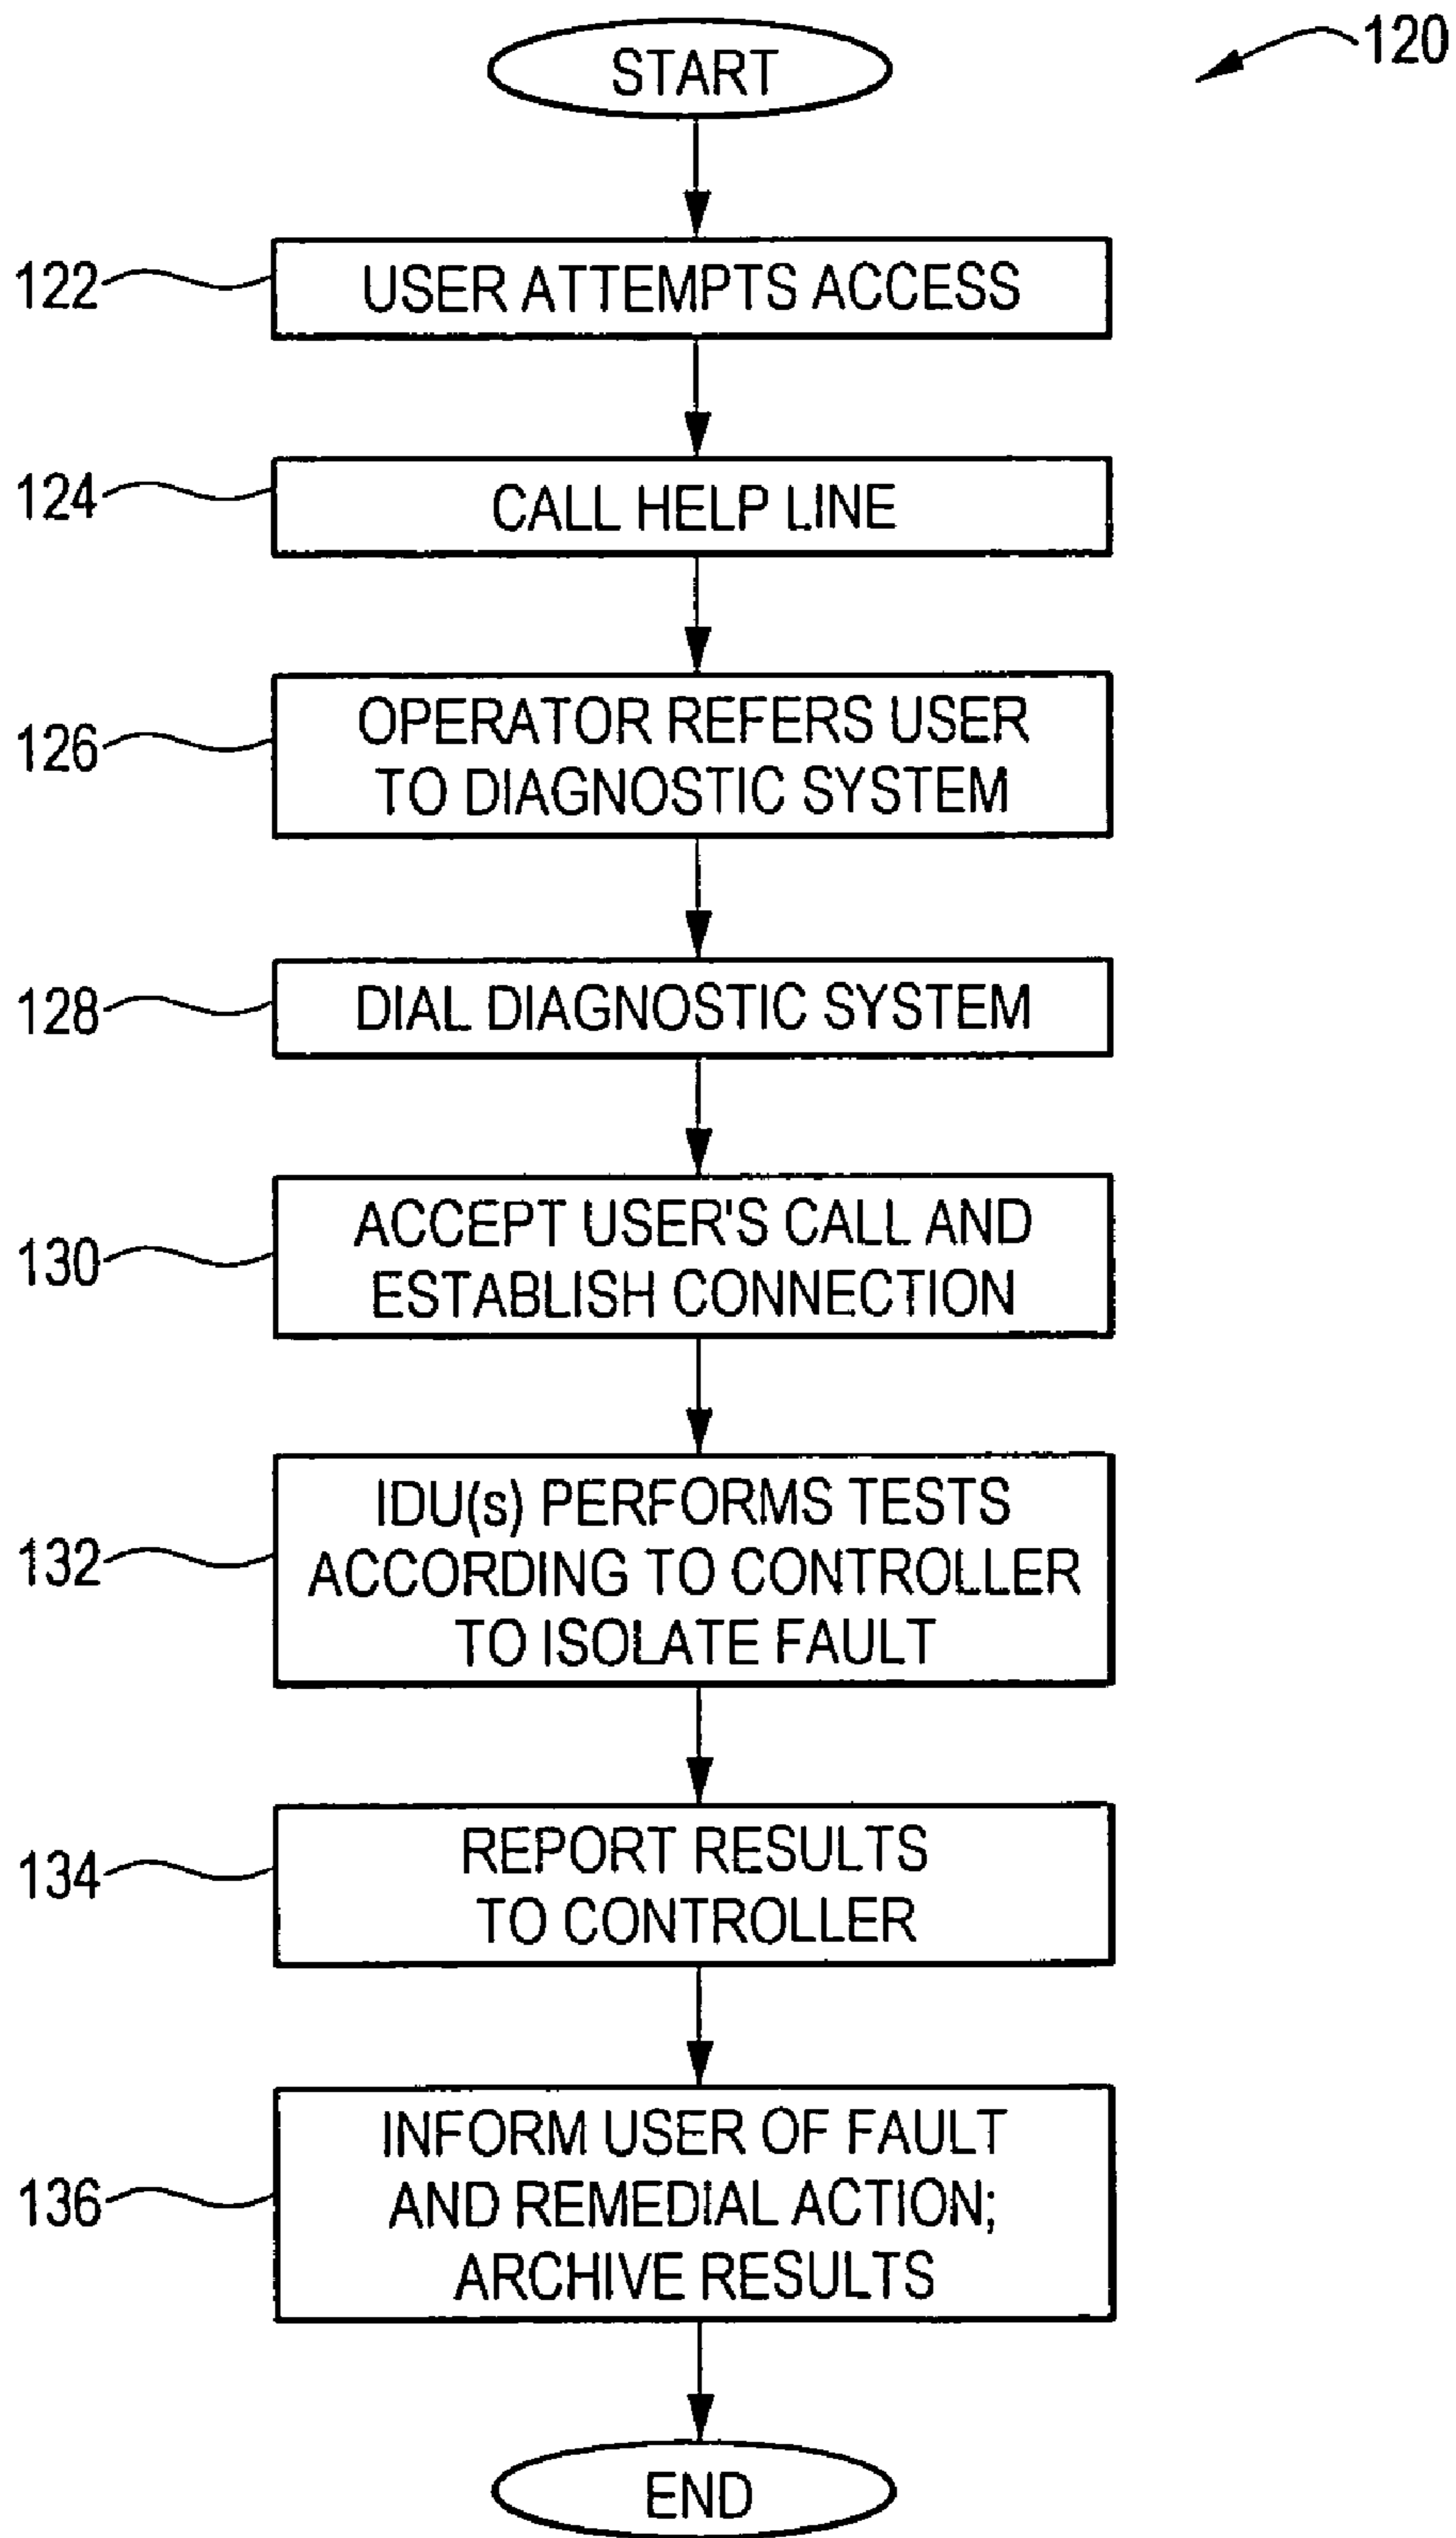 120
START
122
USER ATTEMPTS ACCESS
124
CALL HELP LINE
126
OPERATOR REFERS USER
TO DIAGNOSTIC SYSTEM
128
DIAL DIAGNOSTIC SYSTEM
130
ACCEPT USER'S CALL AND
ESTABLISH CONNECTION
132
IDU(s) PERFORMS TESTS
ACCORDING TO CONTROLLER
TO ISOLATE FAULT
134
REPORT RESULTS
TO CONTROLLER
136
INFORM USER OF FAULT
AND REMEDIAL ACTION;
ARCHIVE RESULTS
END